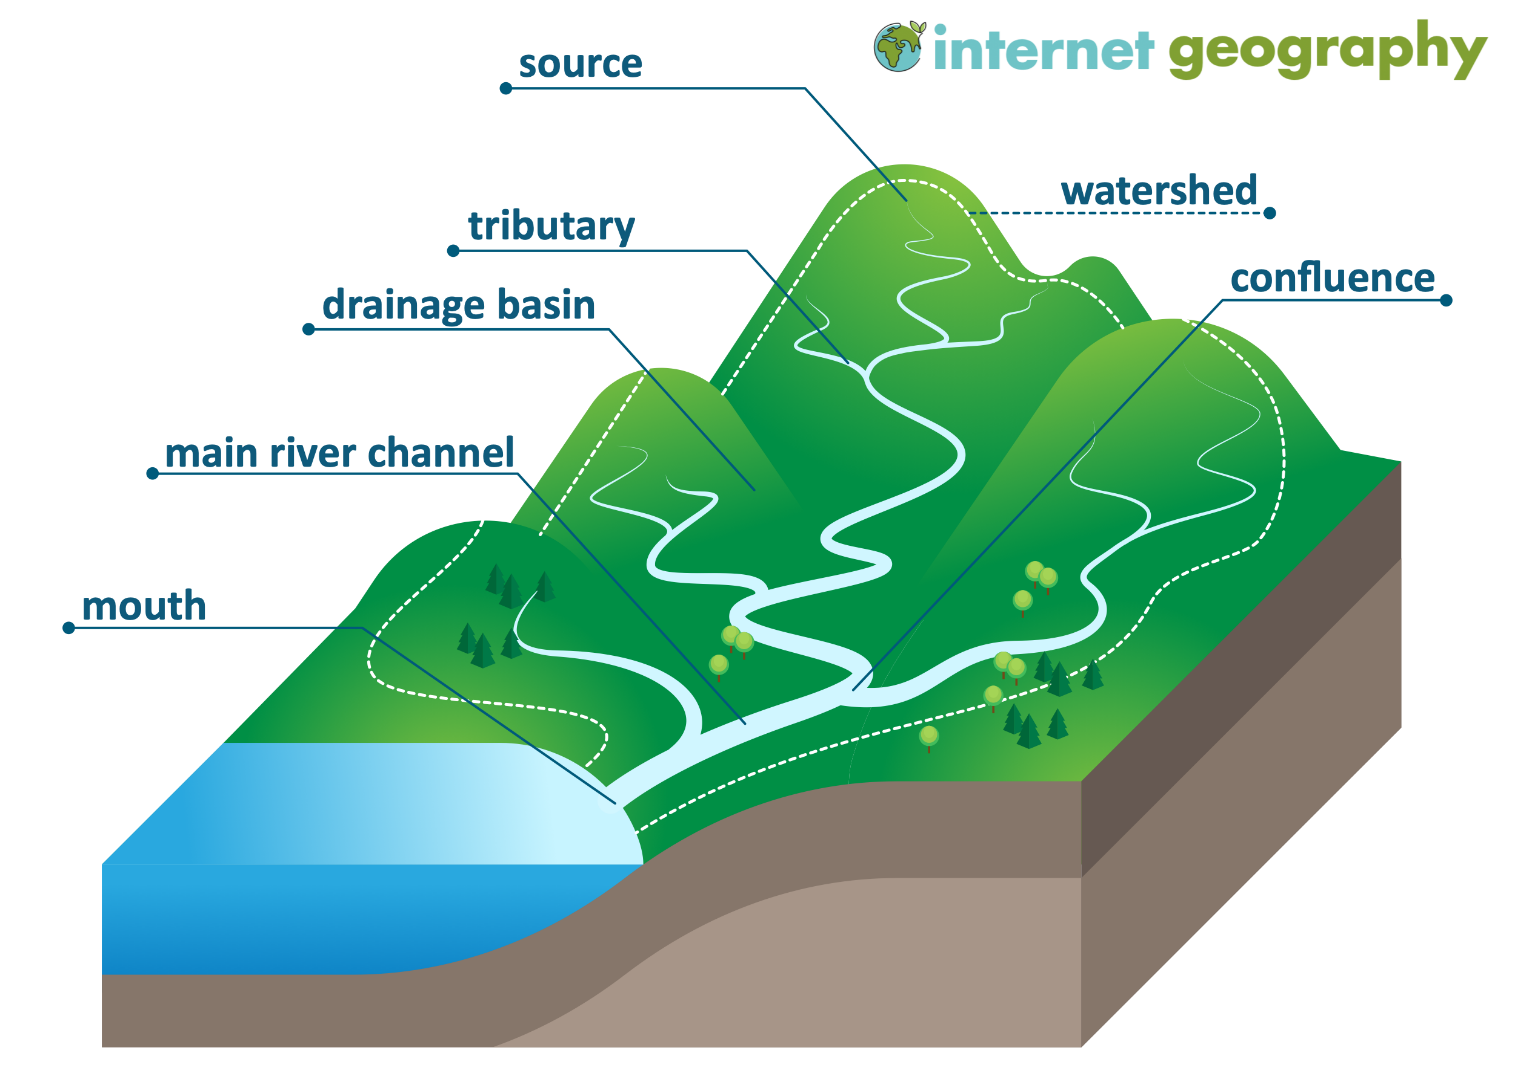 internet geography
source
watershed
tributary
confluence
drainage basin
main river channel
mouth